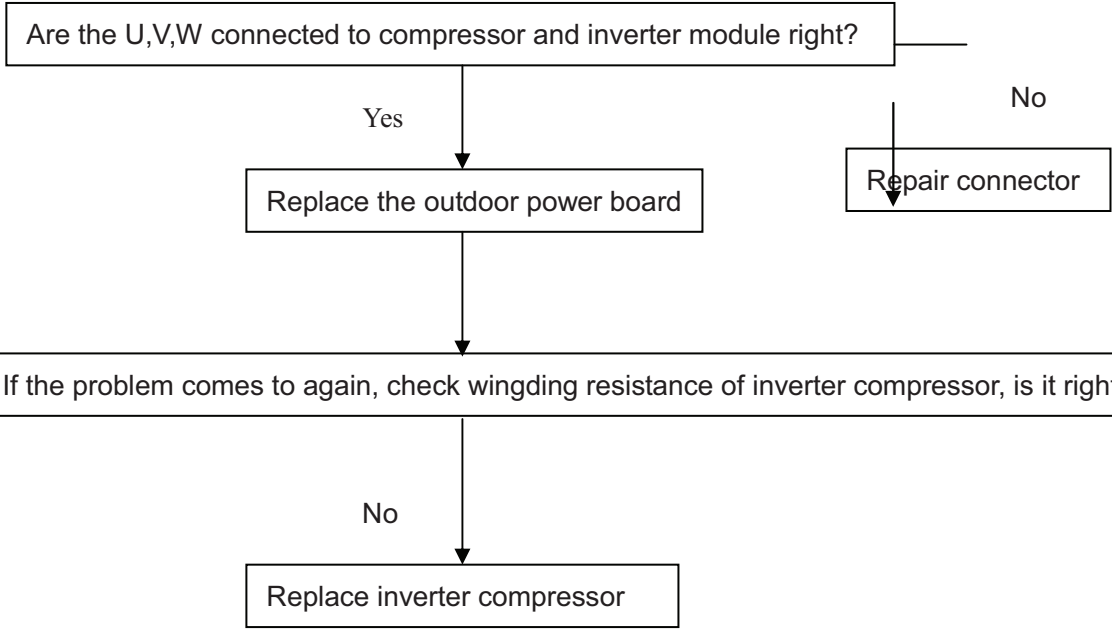 Are the U,V,W connected to compressor and inverter module right?
No
Yes
Repair connector
Replace the outdoor power board
If the problem comes to again, check wingding resistance of inverter compressor, is it right
No
Replace inverter compressor